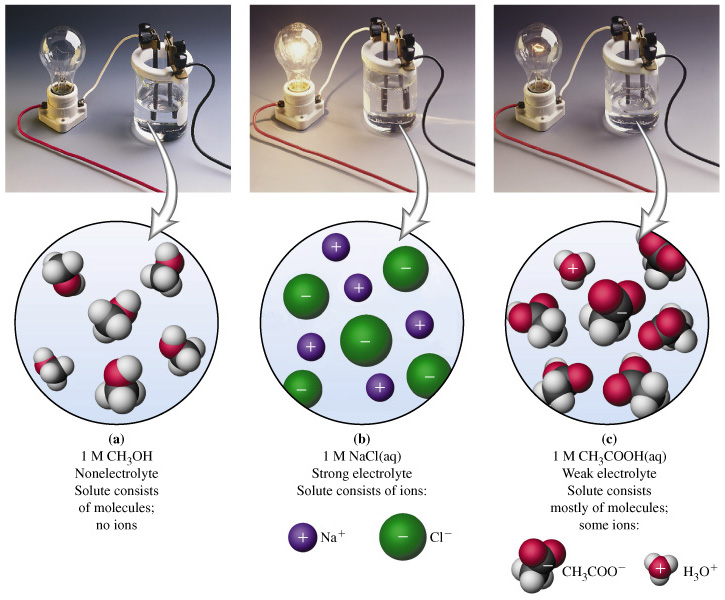 (a)
1 M CH₃OH
Nonelectrolyte
Solute consists
of molecules;
no ions
(b)
1 M NaCl(aq)
Strong electrolyte
Solute consists of ions:
+ Na⁺
− Cl⁻
(c)
1 M CH₃COOH(aq)
Weak electrolyte
Solute consists
mostly of molecules;
some ions:
− CH₃COO⁻
+ H₃O⁺